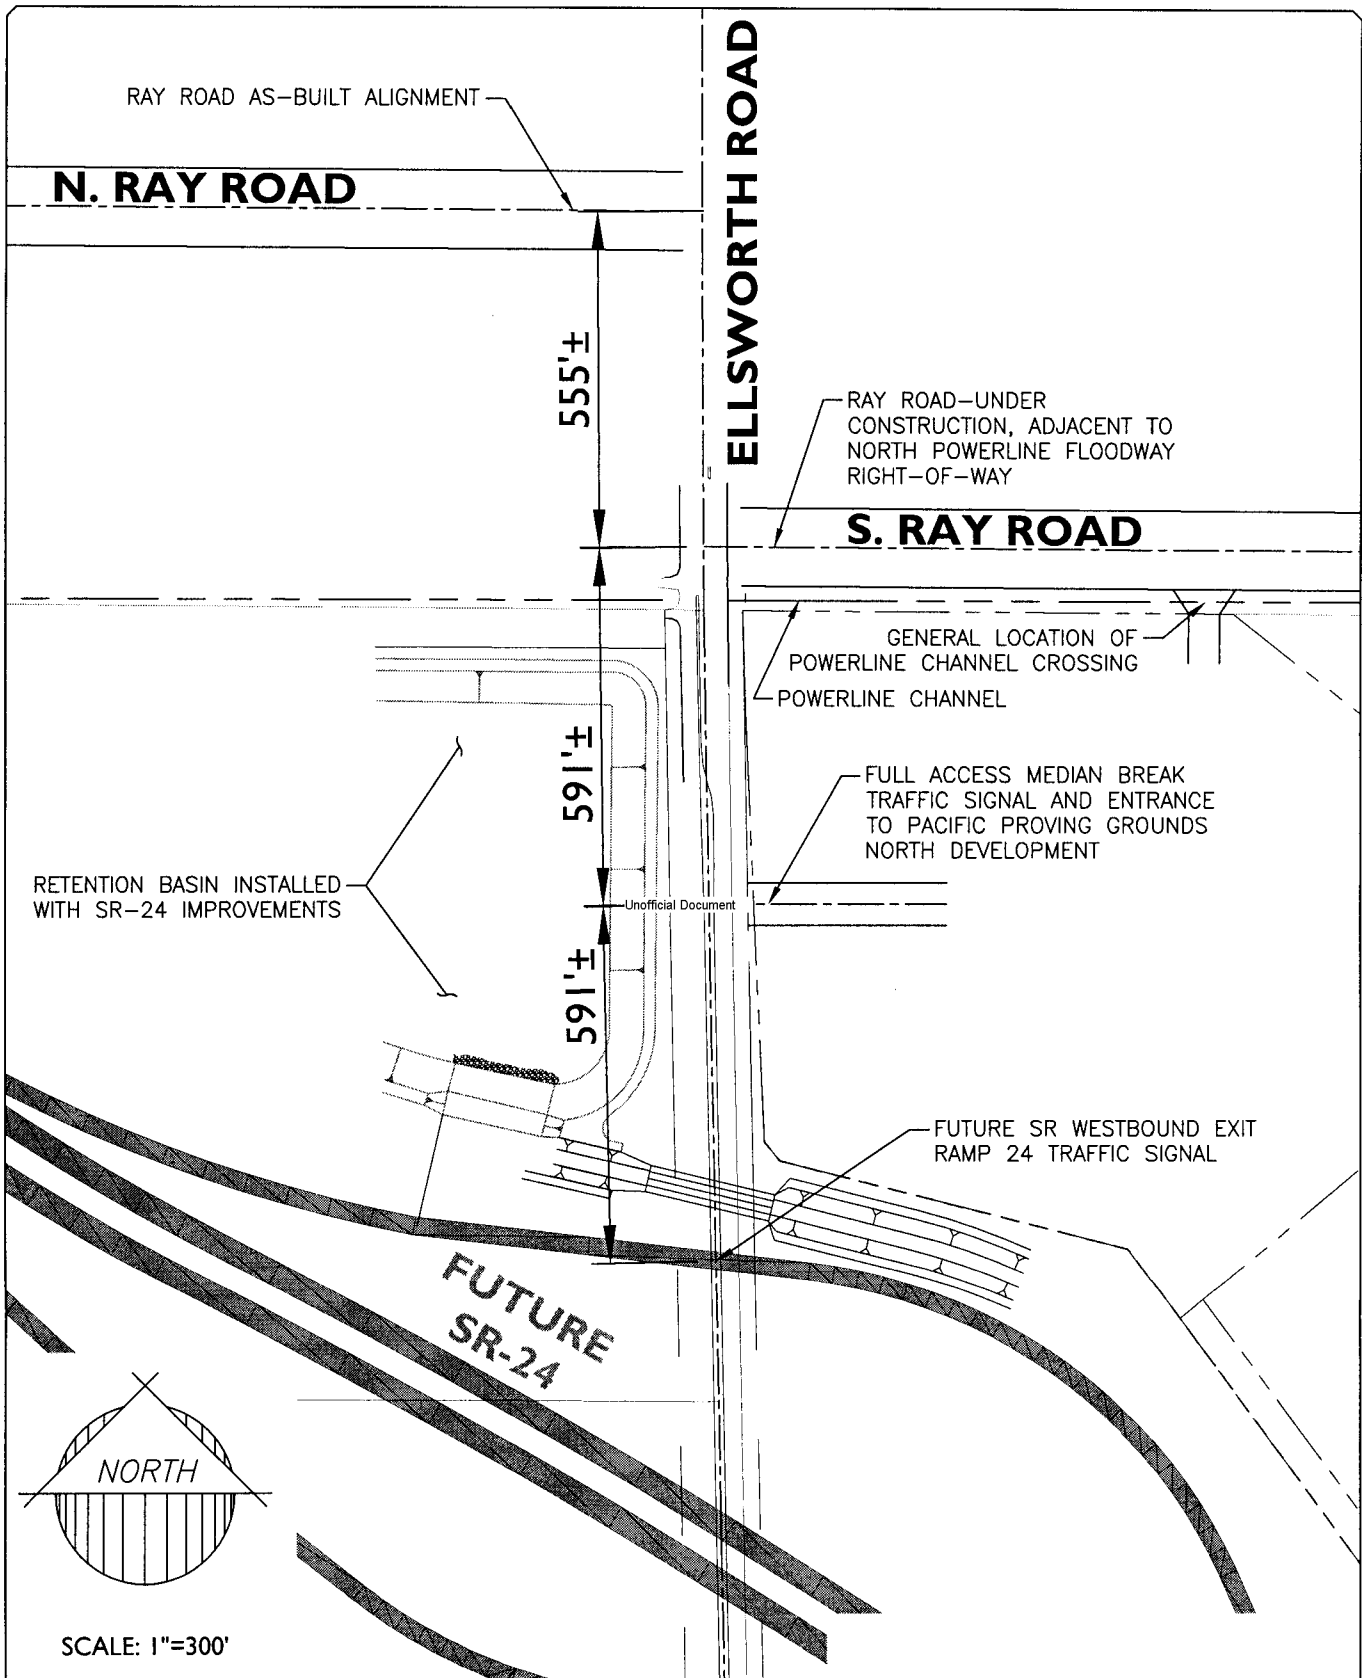 ELLSWORTH ROAD
RAY ROAD AS-BUILT ALIGNMENT
N. RAY ROAD
555'±
RAY ROAD-UNDER
CONSTRUCTION, ADJACENT TO
NORTH POWERLINE FLOODWAY
RIGHT-OF-WAY
S. RAY ROAD
GENERAL LOCATION OF
POWERLINE CHANNEL CROSSING
POWERLINE CHANNEL
591'±
FULL ACCESS MEDIAN BREAK
TRAFFIC SIGNAL AND ENTRANCE
TO PACIFIC PROVING GROUNDS
NORTH DEVELOPMENT
RETENTION BASIN INSTALLED
WITH SR-24 IMPROVEMENTS
Unofficial Document
591'±
FUTURE SR WESTBOUND EXIT
RAMP 24 TRAFFIC SIGNAL
FUTURE
SR-24
NORTH
SCALE: 1"=300'